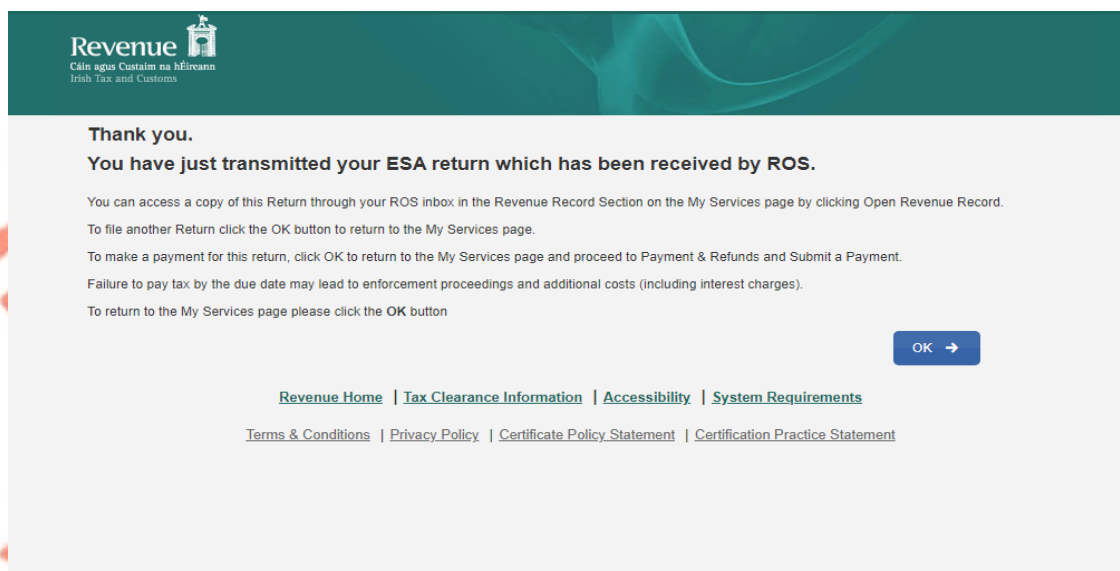 Revenue
Cáin agus Custaim na hÉireann
Irish Tax and Customs
Thank you.
You have just transmitted your ESA return which has been received by ROS.
You can access a copy of this Return through your ROS inbox in the Revenue Record Section on the My Services page by clicking Open Revenue Record.
To file another Return click the OK button to return to the My Services page.
To make a payment for this return, click OK to return to the My Services page and proceed to Payment & Refunds and Submit a Payment.
Failure to pay tax by the due date may lead to enforcement proceedings and additional costs (including interest charges).
To return to the My Services page please click the OK button
OK →
Revenue Home | Tax Clearance Information | Accessibility | System Requirements
Terms & Conditions | Privacy Policy | Certificate Policy Statement | Certification Practice Statement